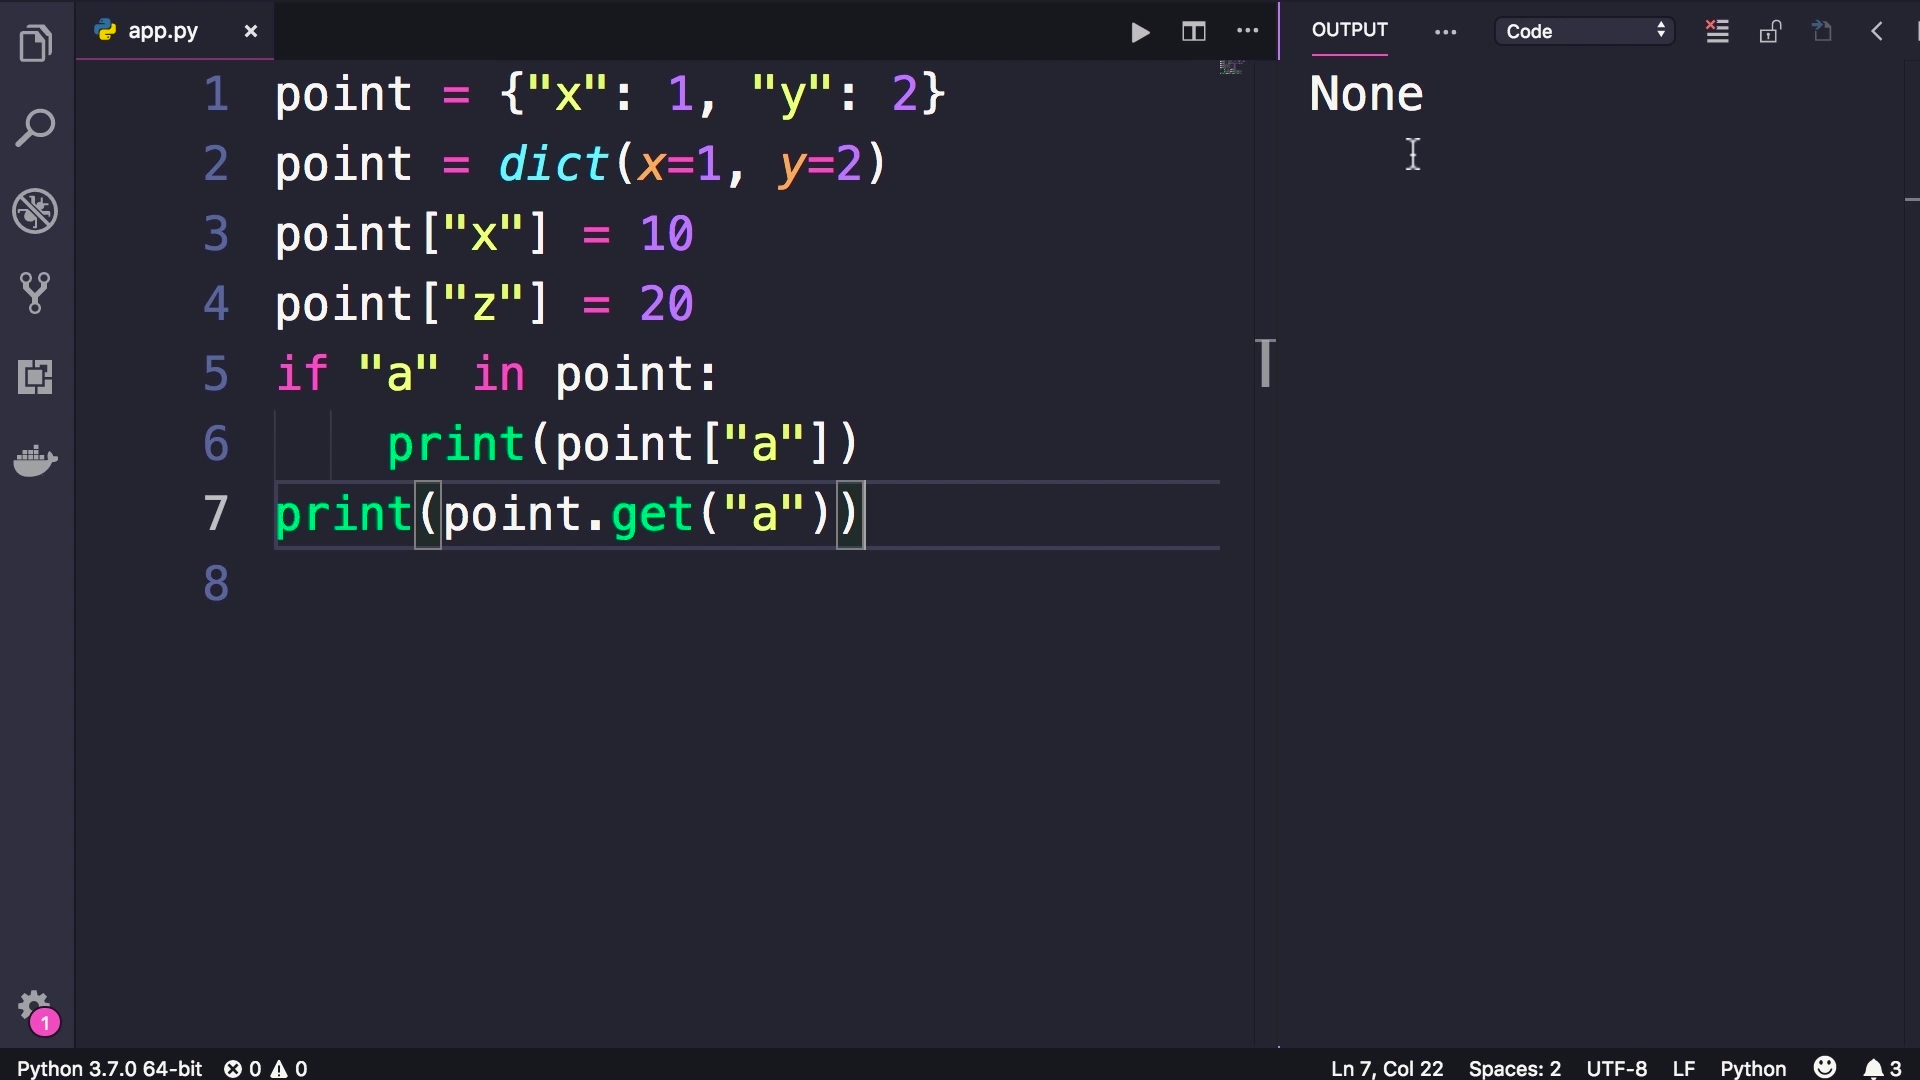 app.py
OUTPUT
Code
1 point = {"x": 1, "y": 2}
2 point = dict(x=1, y=2)
3 point["x"] = 10
4 point["z"] = 20
5 if "a" in point:
6 print(point["a"])
7 print(point.get("a"))
8
None
1
Python 3.7.0 64-bit 0 0
Ln 7, Col 22 Spaces: 2 UTF-8 LF Python 3